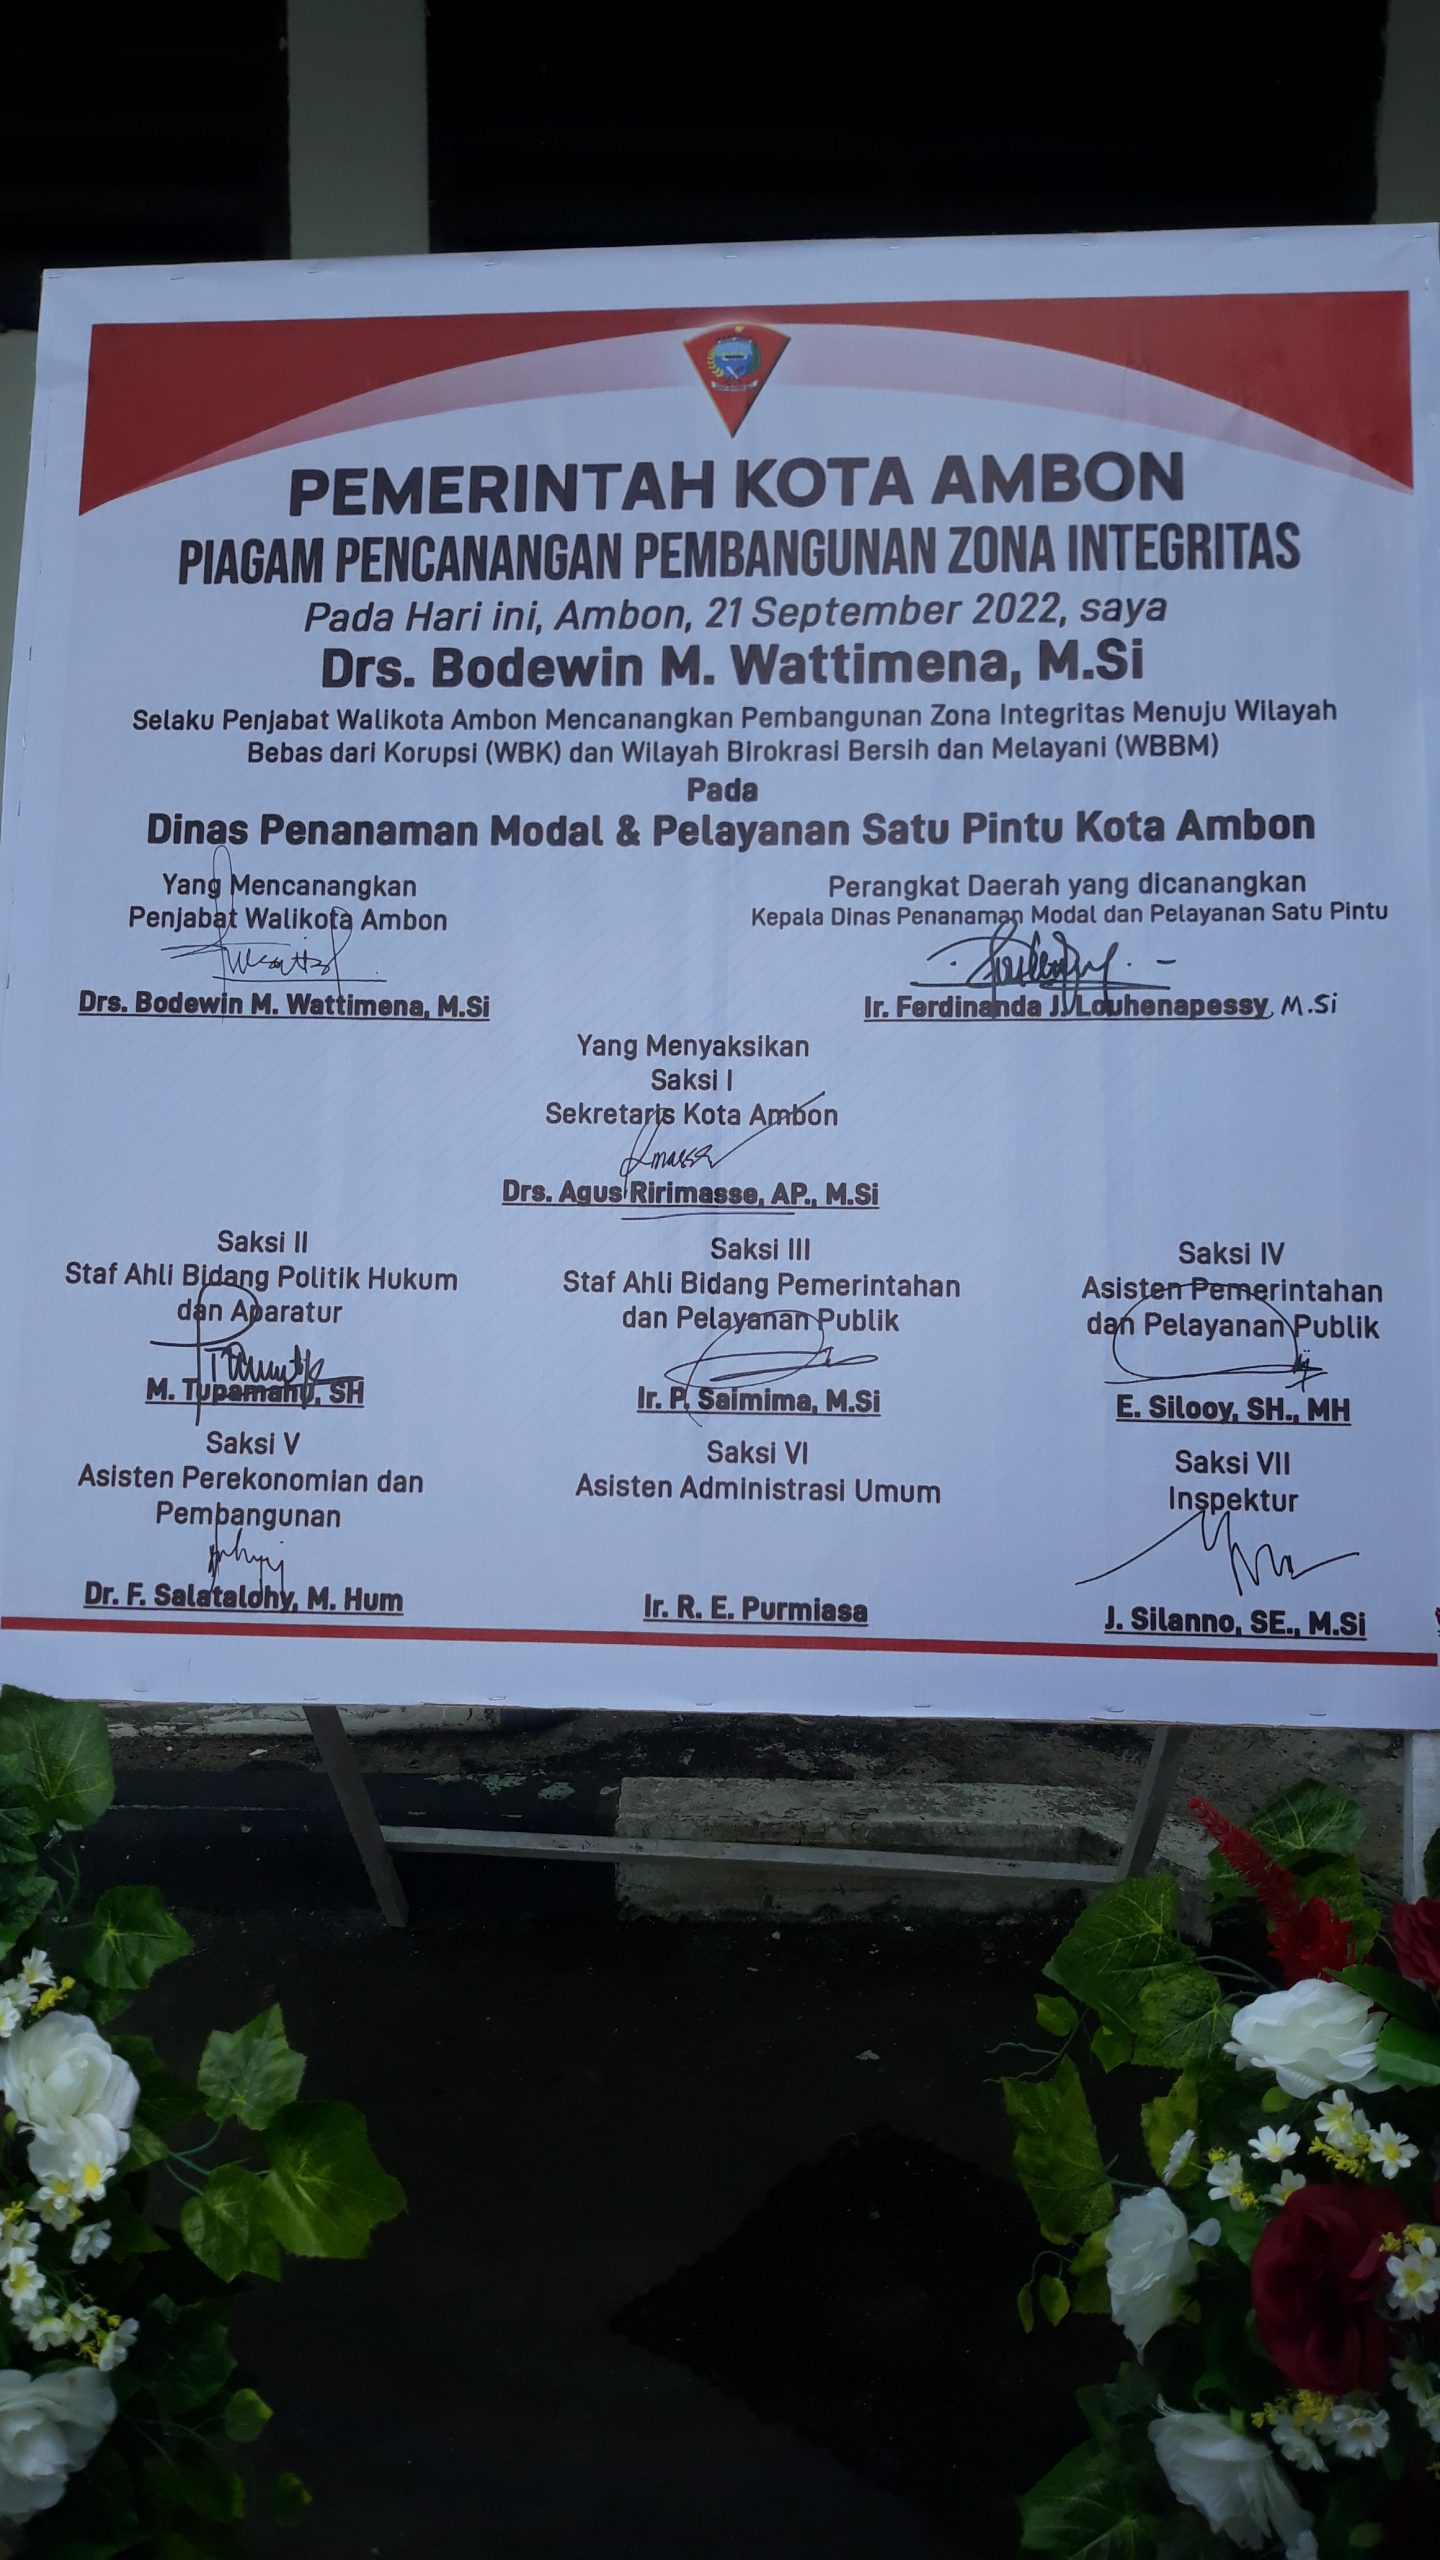 PEMERINTAH KOTA AMBON
PIAGAM PENCANANGAN PEMBANGUNAN ZONA INTEGRITAS
Pada Hari ini, Ambon, 21 September 2022, saya
Drs. Bodewin M. Wattimena, M.Si
Selaku Penjabat Walikota Ambon Mencanangkan Pembangunan Zona Integritas Menuju Wilayah
Bebas dari Korupsi (WBK) dan Wilayah Birokrasi Bersih dan Melayani (WBBM)
Pada
Dinas Penanaman Modal & Pelayanan Satu Pintu Kota Ambon
Yang Mencanangkan
Penjabat Walikota Ambon
Drs. Bodewin M. Wattimena, M.Si
Perangkat Daerah yang dicanangkan
Kepala Dinas Penanaman Modal dan Pelayanan Satu Pintu
Ir. Ferdinanda J. Louhenapessy, M.Si
Yang Menyaksikan
Saksi I
Sekretaris Kota Ambon
Drs. Agus Ririmasse, AP., M.Si
Saksi II
Staf Ahli Bidang Politik Hukum
dan Aparatur
M. Tupamahu, SH
Saksi III
Staf Ahli Bidang Pemerintahan
dan Pelayanan Publik
Ir. P. Saimima, M.Si
Saksi IV
Asisten Pemerintahan
dan Pelayanan Publik
E. Silooy, SH., MH
Saksi V
Asisten Perekonomian dan
Pembangunan
Dr. F. Salatalohy, M. Hum
Saksi VI
Asisten Administrasi Umum
Ir. R. E. Purmiasa
Saksi VII
Inspektur
J. Silanno, SE., M.Si